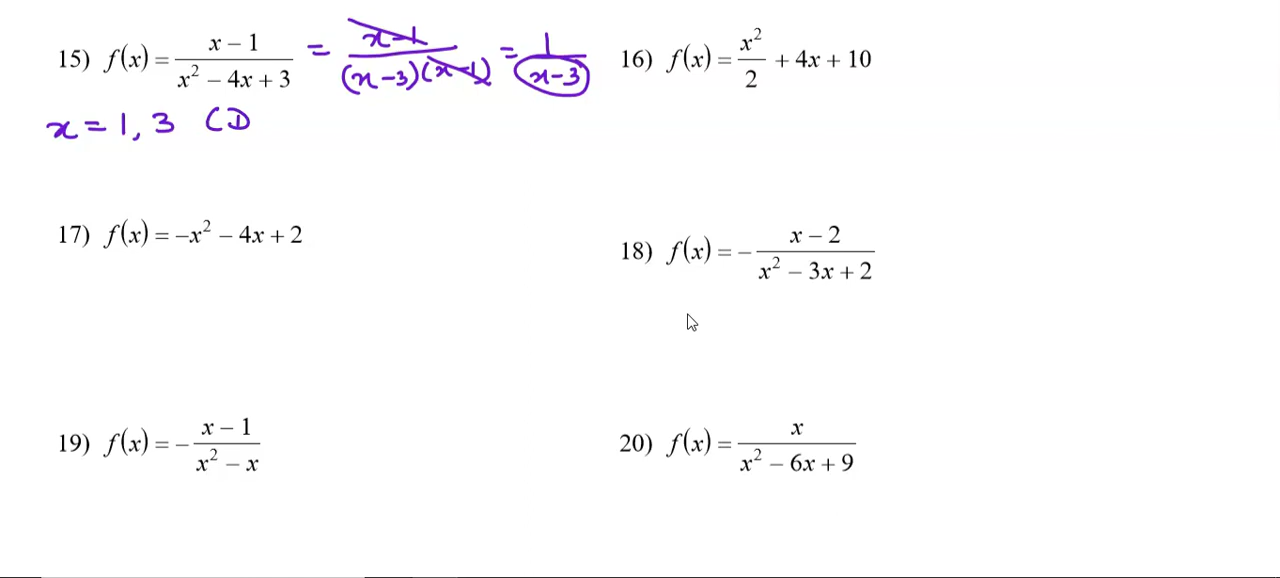 15) f(x) = (x − 1)/(x² − 4x + 3) = (x-1)/((x-3)(x-1)) = 1/(x-3)
16) f(x) = x²/2 + 4x + 10
x = 1, 3 CD
17) f(x) = −x² − 4x + 2
18) f(x) = −(x − 2)/(x² − 3x + 2)
19) f(x) = −(x − 1)/(x² − x)
20) f(x) = x/(x² − 6x + 9)